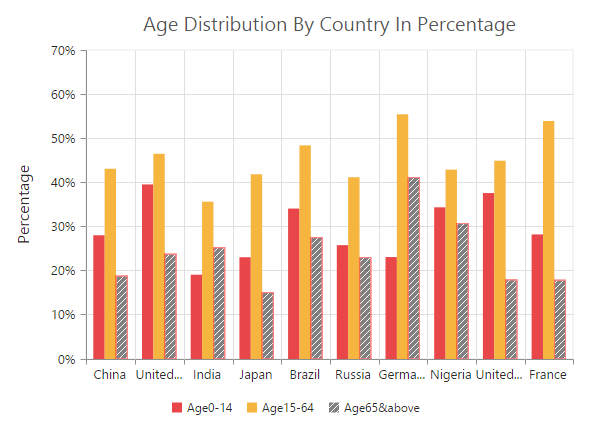 Age Distribution By Country In Percentage
Percentage
70%
60%
50%
40%
30%
20%
10%
0%
China United... India Japan Brazil Russia Germa... Nigeria United... France
Age0-14 Age15-64 Age65&above